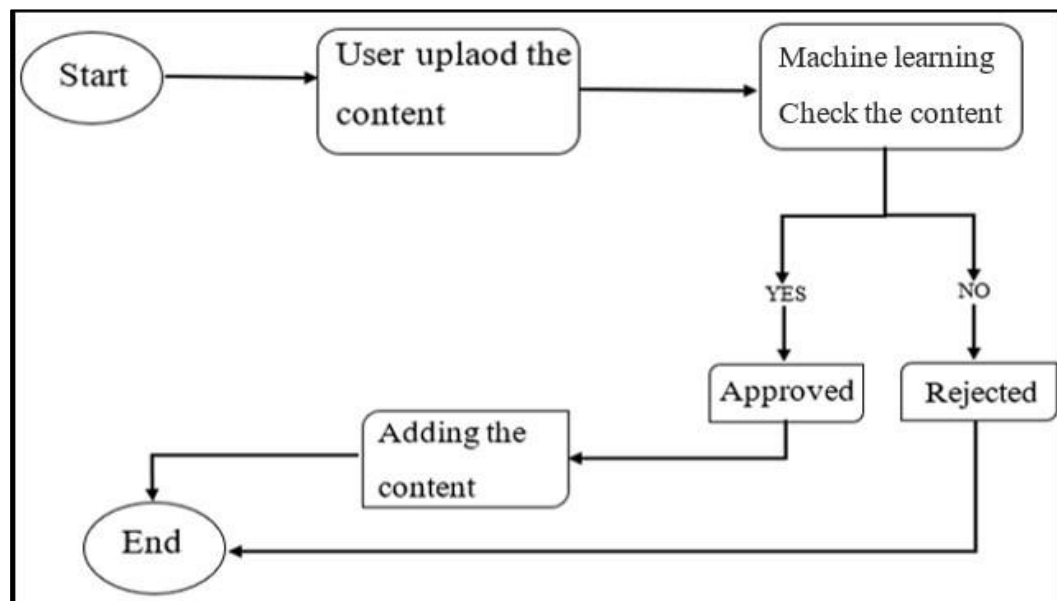 Start
User uplaod the
content
Machine learning
Check the content
YES
NO
Approved
Rejected
Adding the
content
End